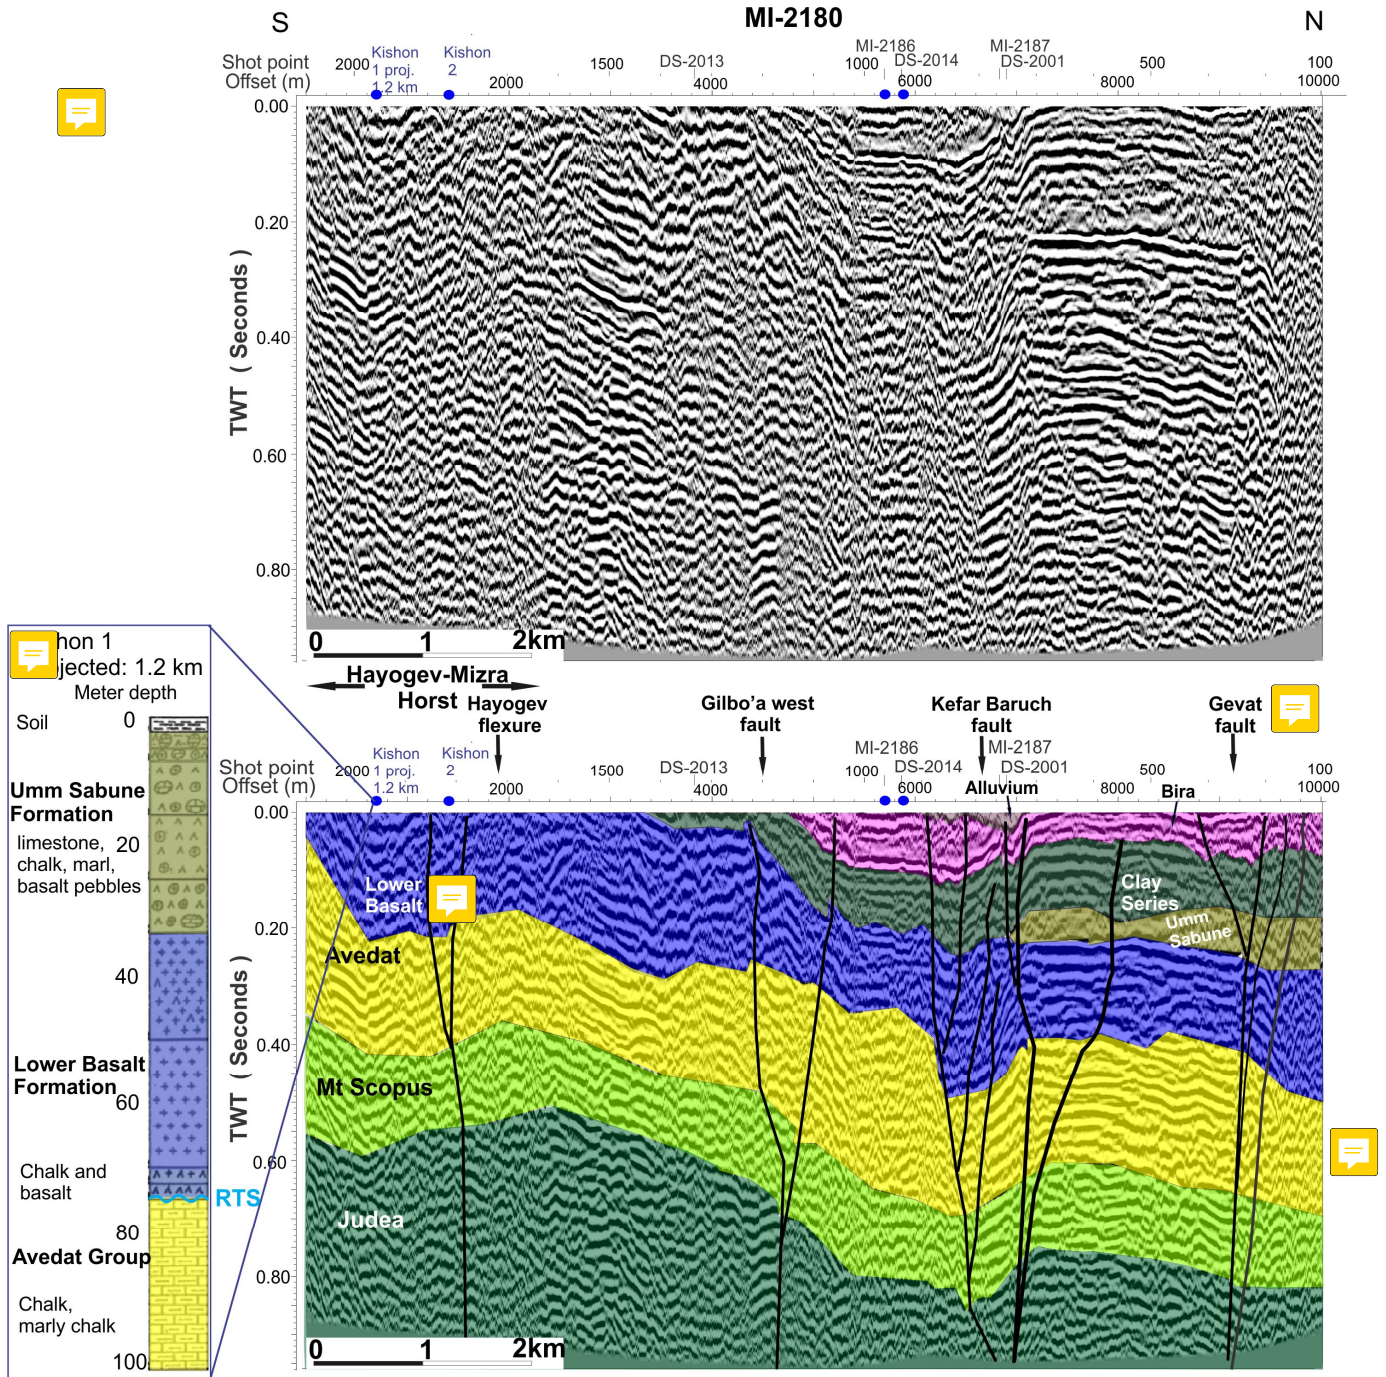 S
MI-2180
N
Shot point
Offset (m)
2000
Kishon
1 proj.
1.2 km
Kishon
2
2000
1500
DS-2013
4000
MI-2186
1000
DS-2014
6000
MI-2187
DS-2001
8000
500
100
10000
0.00
0.20
0.40
0.60
0.80
TWT ( Seconds )
0 1 2km
Hayogev-Mizra
Horst
Hayogev
flexure
Gilbo'a west
fault
Kefar Baruch
fault
Gevat
fault
Shot point
Offset (m)
2000
Kishon
1 proj.
1.2 km
Kishon
2
2000
1500
DS-2013
4000
MI-2186
1000
DS-2014
6000
MI-2187
DS-2001
Alluvium
8000
500
Bira
100
10000
0.00
0.20
0.40
0.60
0.80
TWT ( Seconds )
Lower
Basalt
Avedat
Mt Scopus
Judea
Clay
Series
Umm
Sabune
0 1 2km
hon 1
jected: 1.2 km
Meter depth
Soil
0
Umm Sabune
Formation
limestone,
chalk, marl,
basalt pebbles
20
40
Lower Basalt
Formation
60
Chalk and
basalt
RTS
80
Avedat Group
Chalk,
marly chalk
100